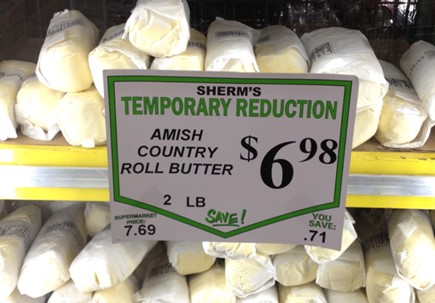 SHERM'S
TEMPORARY REDUCTION
AMISH
COUNTRY
ROLL BUTTER
$6.98
2 LB
SUPERMARKET
PRICE:
7.69
SAVE!
YOU
SAVE:
.71